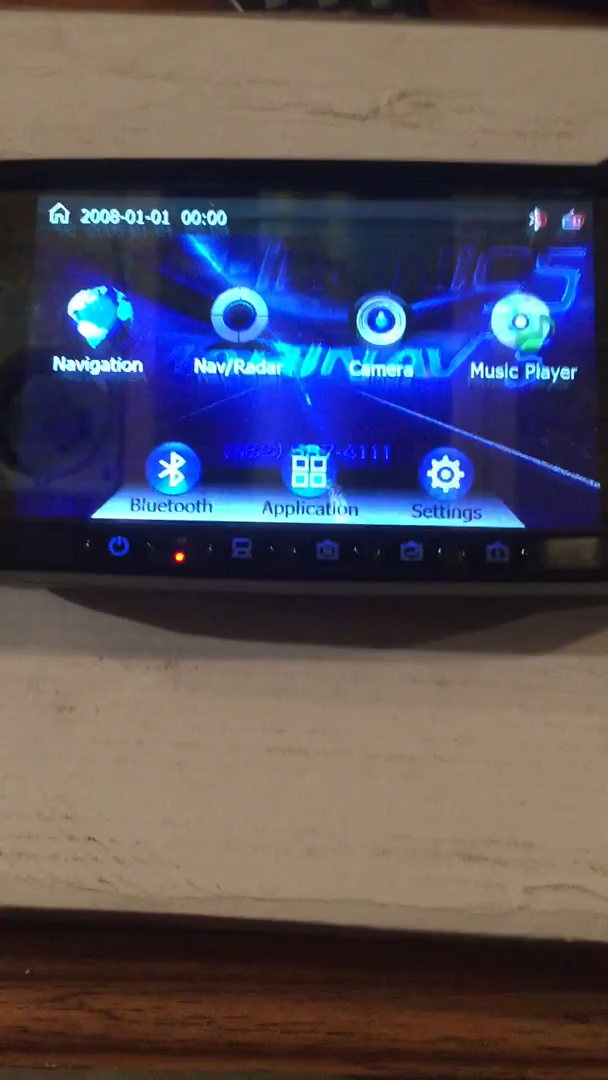 2008-01-01 00:00
Navigation
Nav/Radar
Camera
Music Player
Bluetooth
Application
Settings